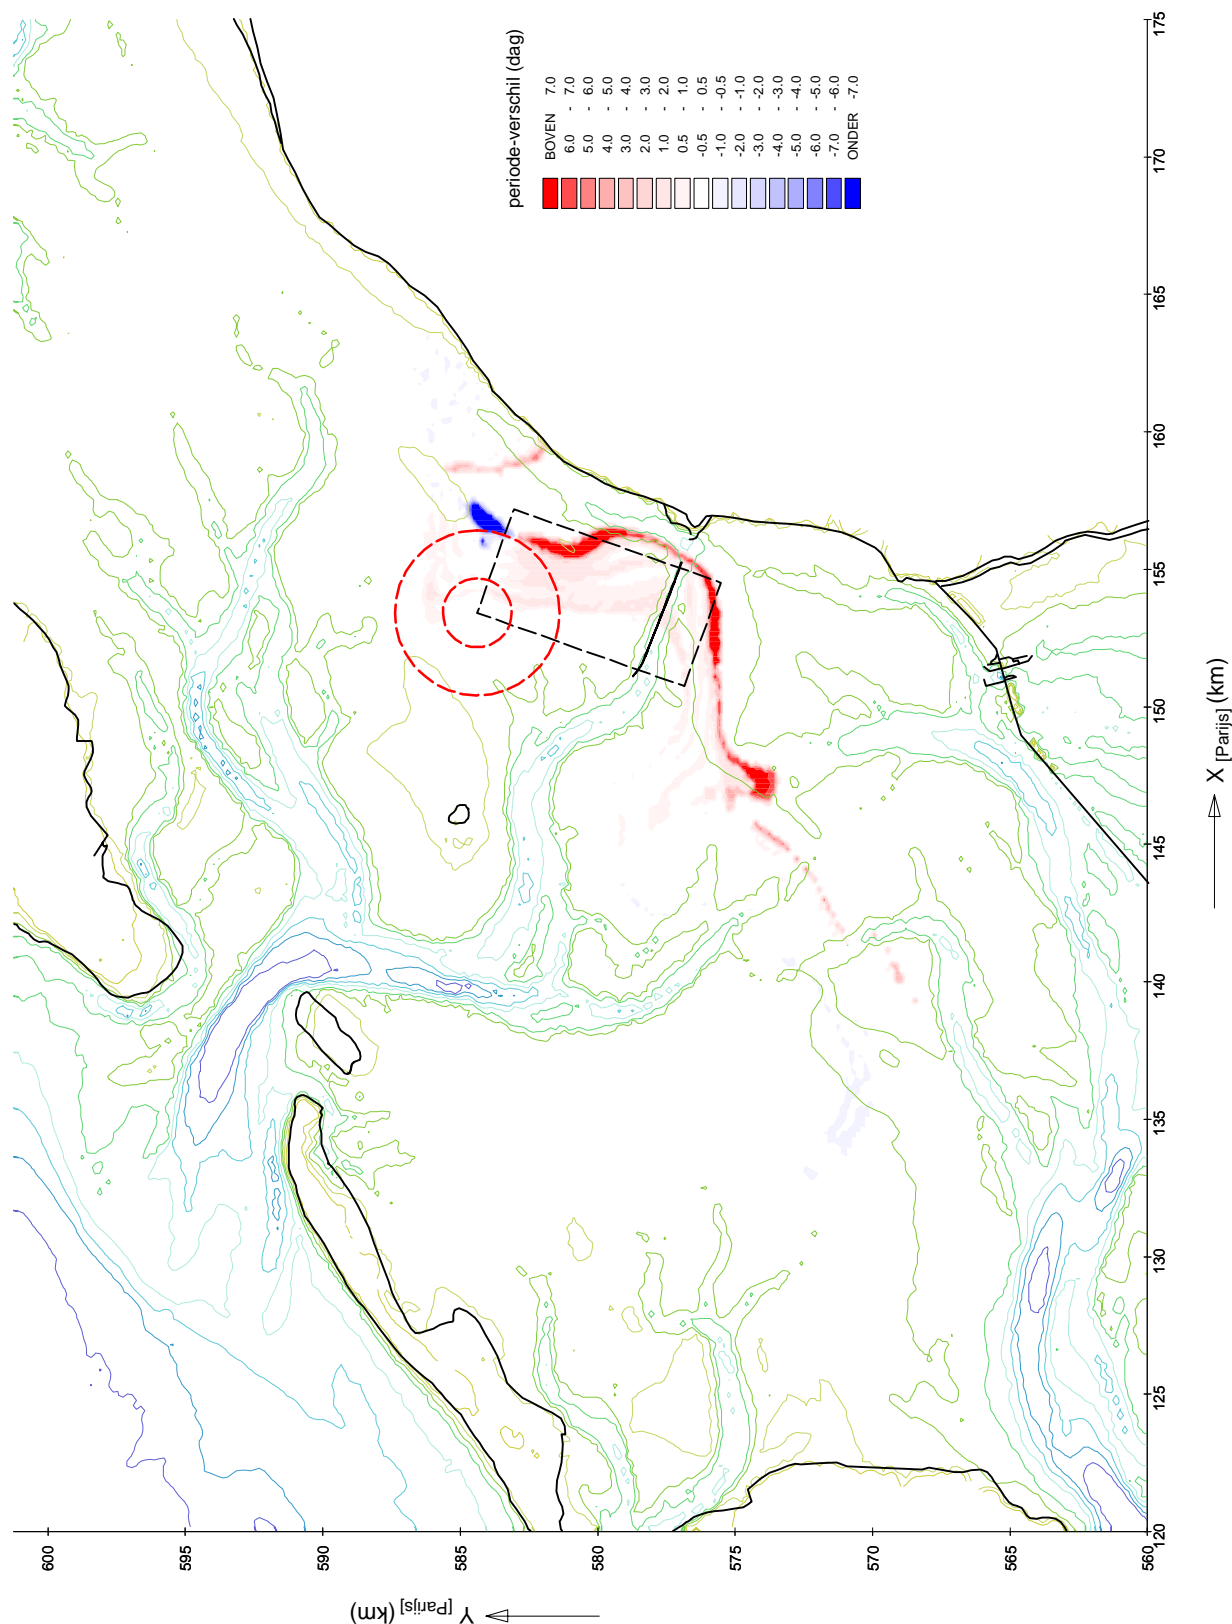 periode-verschil (dag)
BOVEN 7.0
6.0 - 7.0
5.0 - 6.0
4.0 - 5.0
3.0 - 4.0
2.0 - 3.0
1.0 - 2.0
0.5 - 1.0
-0.5 - 0.5
-1.0 - -0.5
-2.0 - -1.0
-3.0 - -2.0
-4.0 - -3.0
-5.0 - -4.0
-6.0 - -5.0
-7.0 - -6.0
ONDER -7.0
120 125 130 135 140 145 150 155 160 165 170 175
X [Parijs] (km)
600
595
590
585
580
575
570
565
560
Y [Parijs] (km)